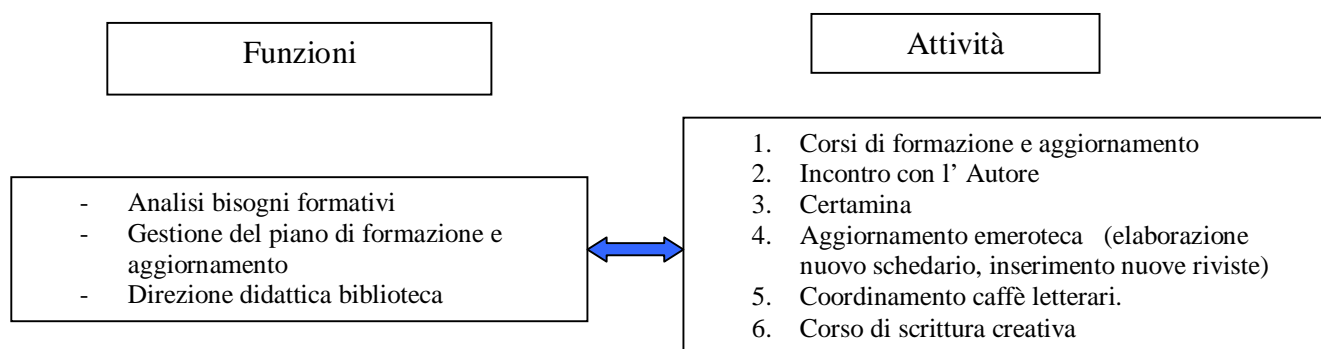 Funzioni
Attività
- Analisi bisogni formativi
- Gestione del piano di formazione e
aggiornamento
- Direzione didattica biblioteca
1. Corsi di formazione e aggiornamento
2. Incontro con l' Autore
3. Certamina
4. Aggiornamento emeroteca (elaborazione
nuovo schedario, inserimento nuove riviste)
5. Coordinamento caffè letterari.
6. Corso di scrittura creativa